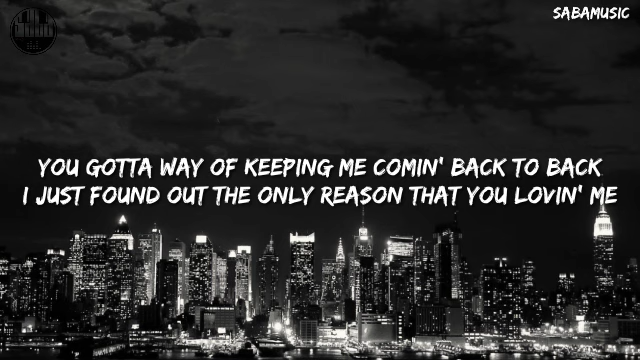 SABAMUSIC
YOU GOTTA WAY OF KEEPING ME COMIN' BACK TO BACK
I JUST FOUND OUT THE ONLY REASON THAT YOU LOVIN' ME